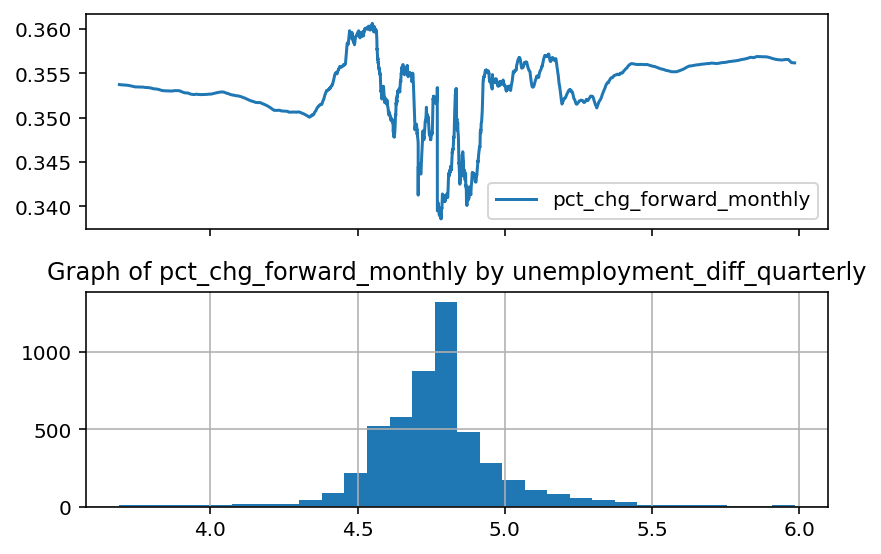 0.360
0.355
0.350
0.345
0.340
pct_chg_forward_monthly
Graph of pct_chg_forward_monthly by unemployment_diff_quarterly
1000
500
0
4.0 4.5 5.0 5.5 6.0